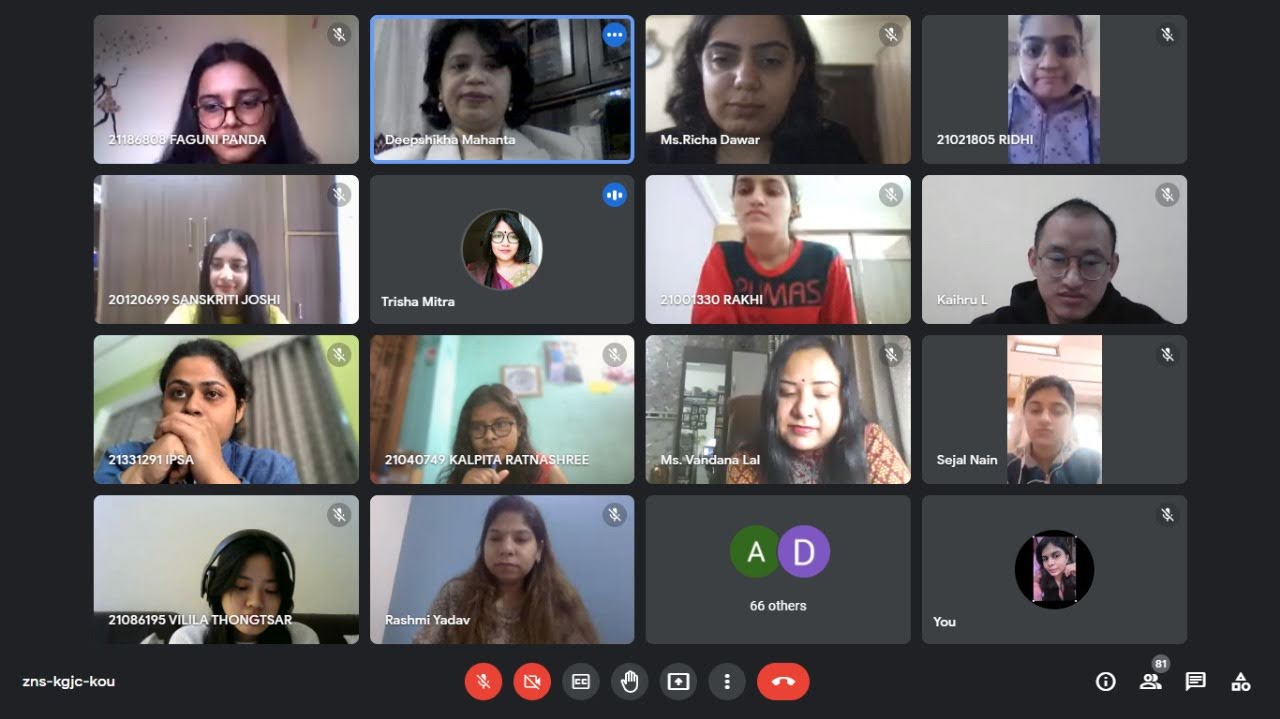 21186808 FAGUNI PANDA
Deepshikha Mahanta
Ms.Richa Dawar
21021805 RIDHI
20120699 SANSKRITI JOSHI
Trisha Mitra
21001330 RAKHI
PUMAS
Kaihru L
21331291 IPSA
21040749 KALPITA RATNASHREE
Ms. Vandana Lal
Sejal Nain
21086195 VILILA THONGTSAR
Rashmi Yadav
A D
66 others
You
zns-kgjc-kou
CC
81